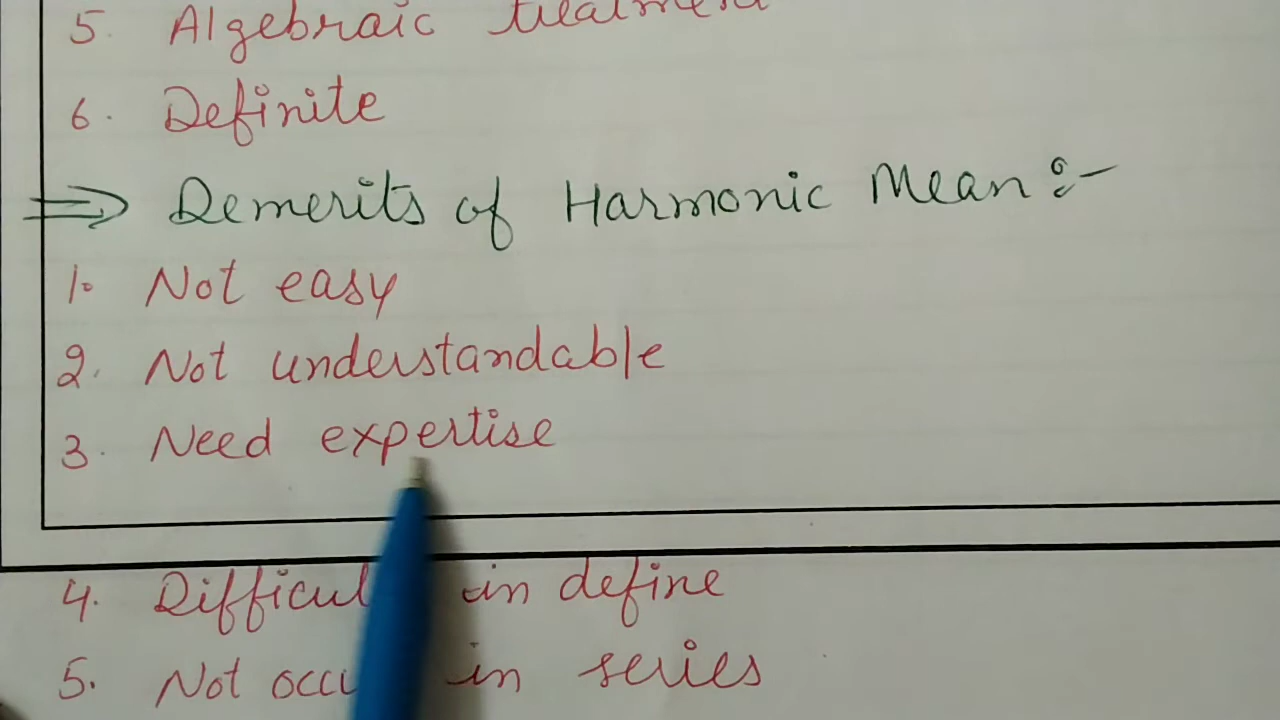 5. Algebraic treatment
6. Definite
⇒ Demerits of Harmonic Mean :-
1. Not easy
2. Not understandable
3. Need expertise
4. in define
5. Not in series